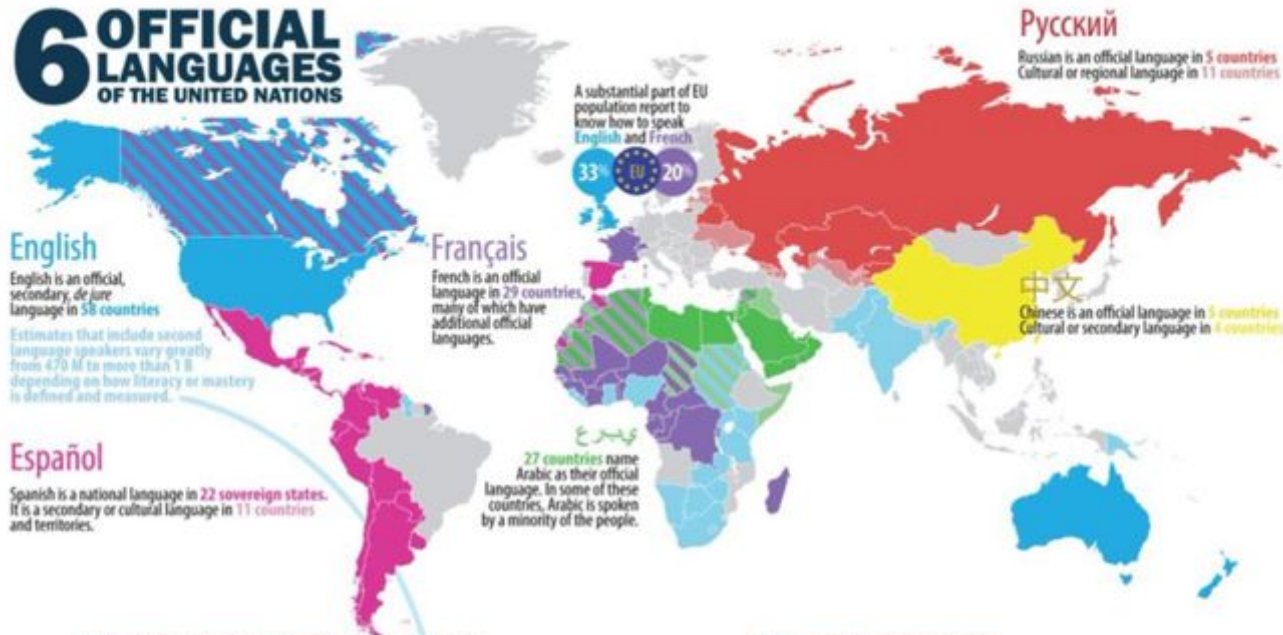 6 OFFICIAL
LANGUAGES
OF THE UNITED NATIONS
Русский
Russian is an official language in 5 countries
Cultural or regional language in 11 countries
A substantial part of EU
population report to
know how to speak
English and French
33%
EU
20%
English
English is an official,
secondary, de jure
language in 58 countries
Estimates that include second
language speakers vary greatly
from 470 M to more than 1 B
depending on how literacy or mastery
is defined and measured.
Français
French is an official
language in 29 countries,
many of which have
additional official
languages.
中文
Chinese is an official language in 5 countries
Cultural or secondary language in 4 countries
ي ب ر ع
27 countries name
Arabic as their official
language. In some of these
countries, Arabic is spoken
by a minority of the people.
Español
Spanish is a national language in 22 sovereign states.
It is a secondary or cultural language in 11 countries
and territories.